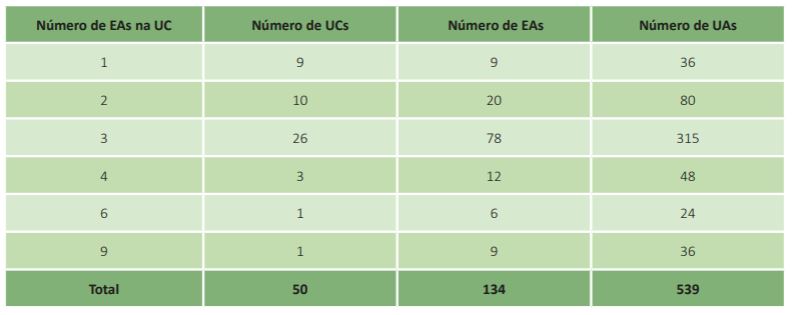 Número de EAs na UC Número de UCs Número de EAs Número de UAs
1 9 9 36
2 10 20 80
3 26 78 315
4 3 12 48
6 1 6 24
9 1 9 36
Total 50 134 539